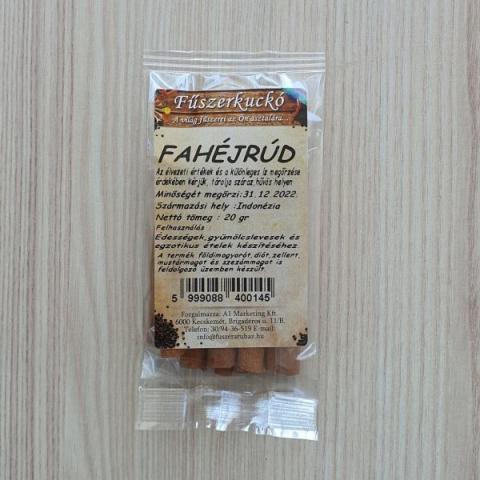 Fűszerkuckó
A világ fűszerei az Ön asztalára...
FAHÉJRÚD
Az élvezeti értékek és a különleges íz megőrzése
érdekében kérjük, tárolja száraz, hűvös helyen
Minőségét megőrzi:31.12.2022.
Származási hely :Indonézia
Nettó tömeg : 20 gr
Felhasználás
Édességek,gyümölcslevesek és
egzotikus ételek készítéséhez.
A termék földimogyorót,diót,zellert,
mustármagot és szezámmagot is
feldolgozó üzemben készült.
5 999088 400145
Forgalmazza: A1 Marketing Kft.
6000 Kecskemét, Brigadéros u. 11/B.
Telefon: 30/94-36-519 E-mail:
info@fuszeraruhaz.hu